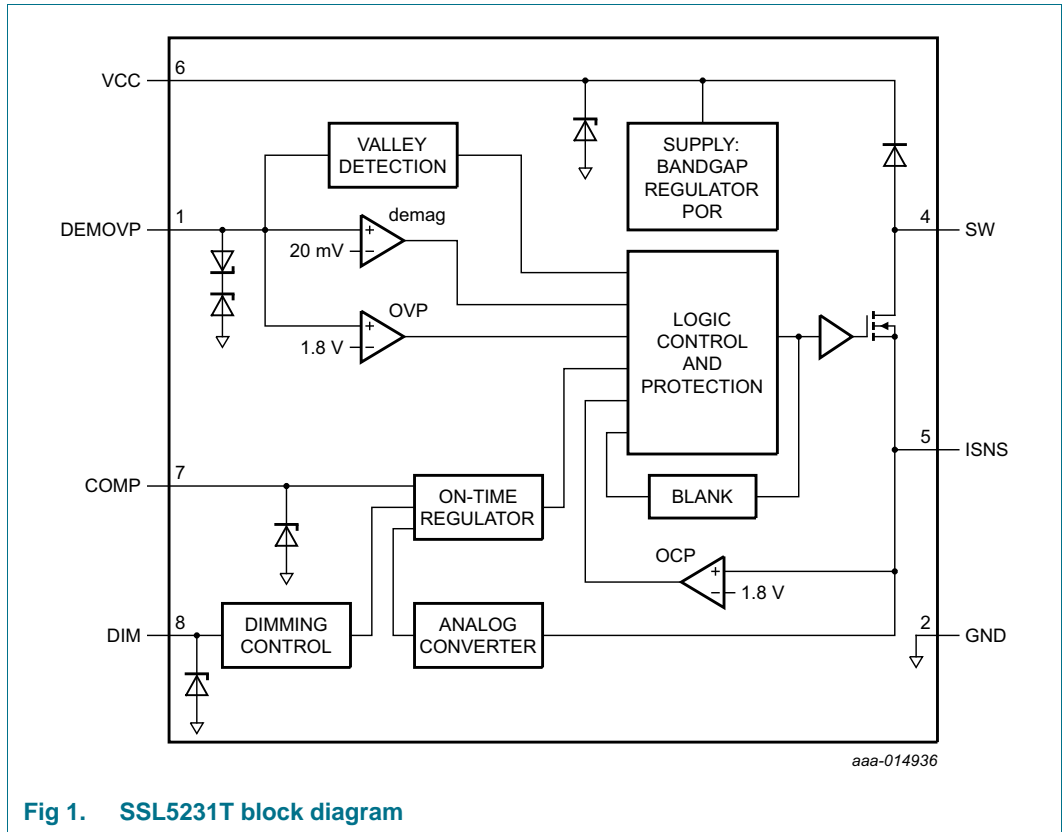 6
VCC
VALLEY
DETECTION
SUPPLY:
BANDGAP
REGULATOR
POR
1
DEMOVP
demag
+
20 mV
−
4
SW
OVP
+
1.8 V
−
LOGIC
CONTROL
AND
PROTECTION
5
ISNS
7
COMP
ON-TIME
REGULATOR
BLANK
OCP
+
−
1.8 V
8
DIM
DIMMING
CONTROL
ANALOG
CONVERTER
2
GND
aaa-014936
Fig 1. SSL5231T block diagram